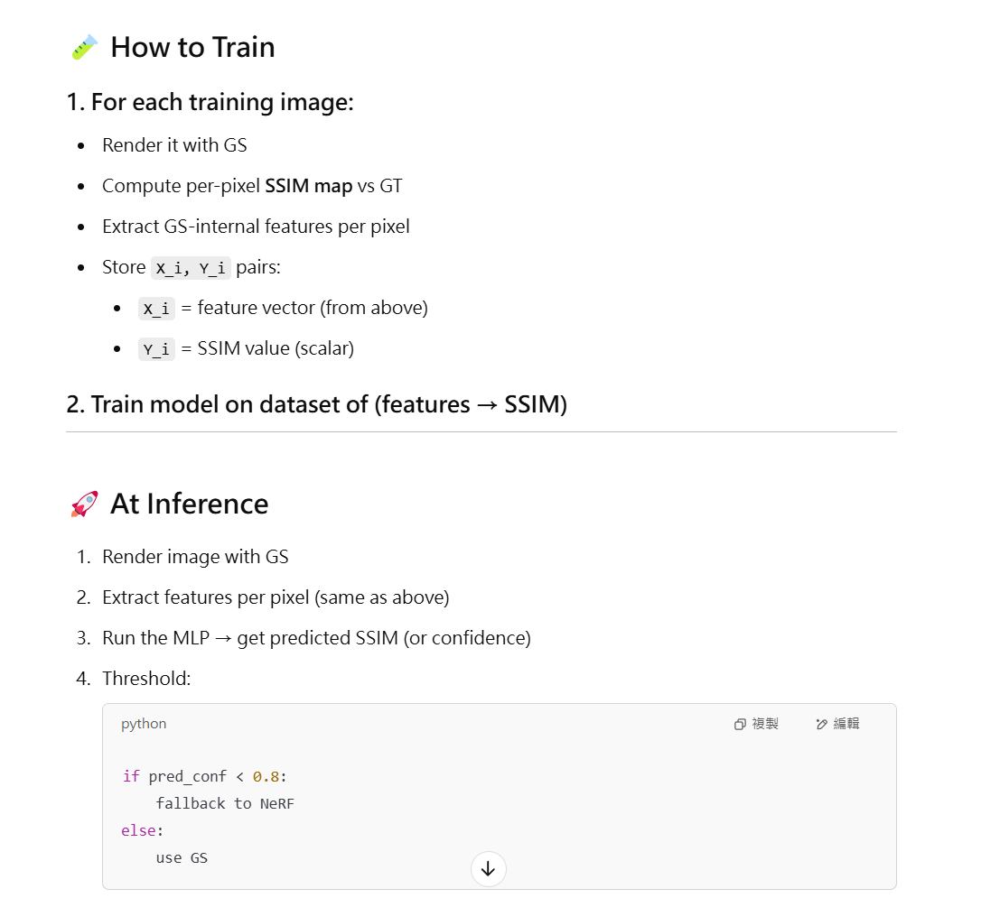 🧪 How to Train
1. For each training image:
• Render it with GS
• Compute per-pixel SSIM map vs GT
• Extract GS-internal features per pixel
• Store X_i, Y_i pairs:
• X_i = feature vector (from above)
• Y_i = SSIM value (scalar)
2. Train model on dataset of (features → SSIM)
🚀 At Inference
1. Render image with GS
2. Extract features per pixel (same as above)
3. Run the MLP → get predicted SSIM (or confidence)
4. Threshold:
python 複製 編輯
if pred_conf < 0.8:
    fallback to NeRF
else:
    use GS